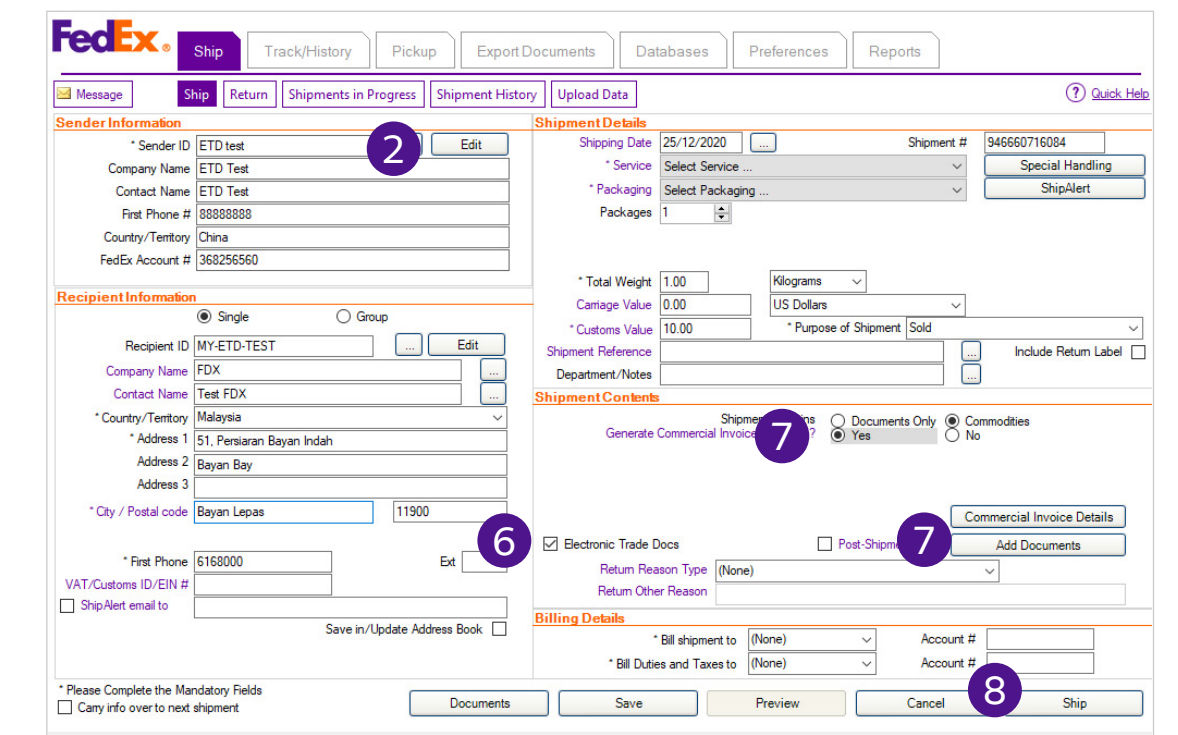 FedEx®
Ship Track/History Pickup Export Documents Databases Preferences Reports
Message Ship Return Shipments in Progress Shipment History Upload Data ? Quick Help
Sender Information
* Sender ID ETD test 2 Edit
Company Name ETD Test
Contact Name ETD Test
First Phone # 88888888
Country/Territory China
FedEx Account # 368256560
Recipient Information
Single Group
Recipient ID MY-ETD-TEST ... Edit
Company Name FDX ...
Contact Name Test FDX ...
* Country/Territory Malaysia
* Address 1 51, Persiaran Bayan Indah
Address 2 Bayan Bay
Address 3
* City / Postal code Bayan Lepas 11900
6
* First Phone 6168000 Ext
VAT/Customs ID/EIN #
ShipAlert email to
Save in/Update Address Book
Shipment Details
Shipping Date 25/12/2020 ... Shipment # 946660716084
* Service Select Service ... Special Handling
* Packaging Select Packaging ... ShipAlert
Packages 1
* Total Weight 1.00 Kilograms
Carriage Value 0.00 US Dollars
* Customs Value 10.00 * Purpose of Shipment Sold
Shipment Reference ... Include Return Label
Department/Notes ...
Shipment Contents
Documents Only Commodities
Generate Commercial 7 ? Yes No
Commercial Invoice Details
Electronic Trade Docs 7 Add Documents
Return Reason Type (None)
Return Other Reason
Billing Details
* Bill shipment to (None) Account #
* Bill Duties and Taxes to (None) Account #
* Please Complete the Mandatory Fields
Carry info over to next shipment
Documents Save Preview Cancel 8 Ship